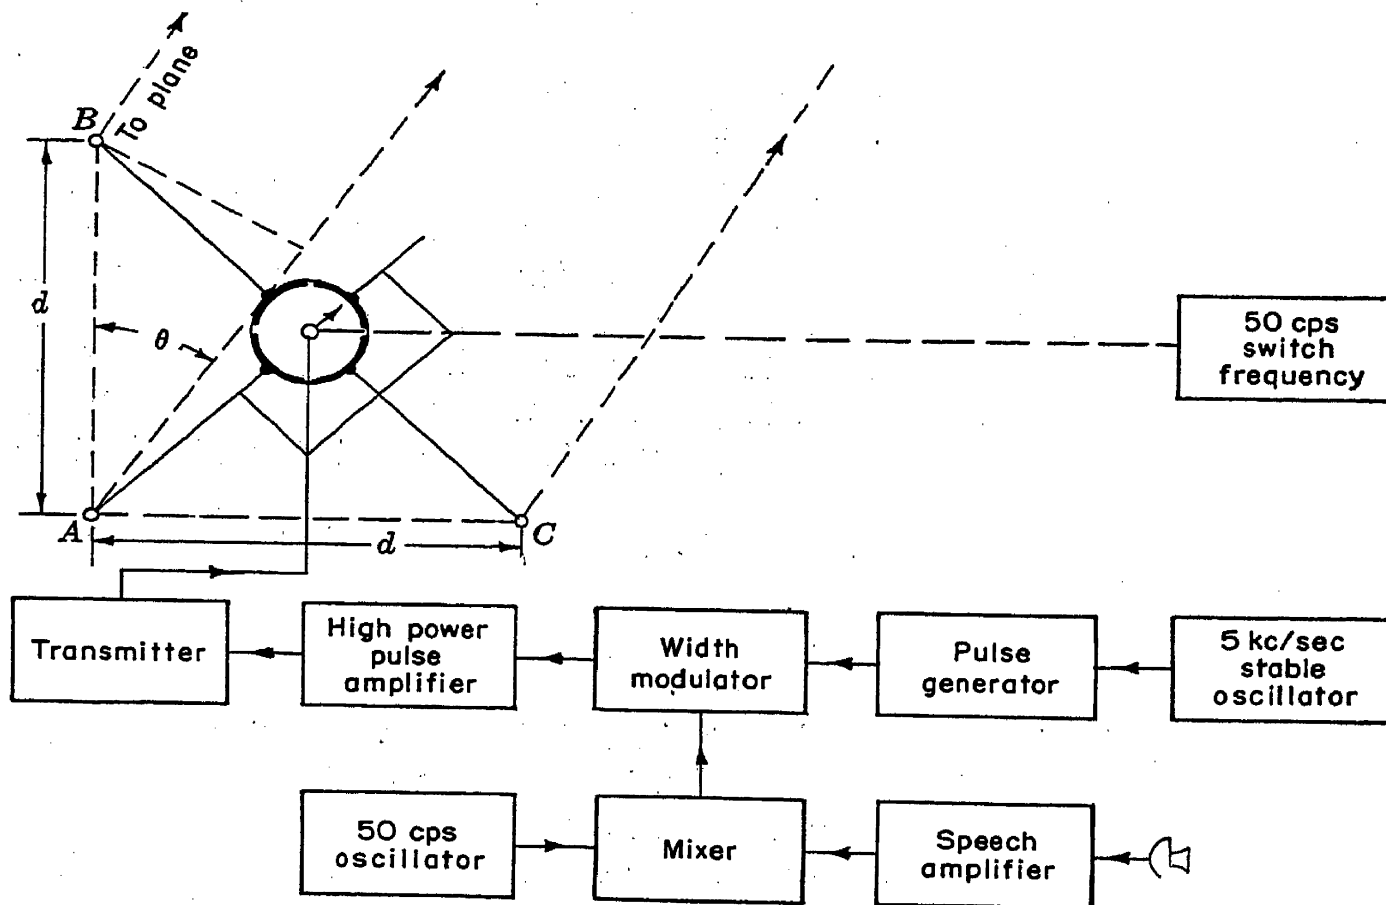 To plane
B
d
θ
50 cps
switch
frequency
A
d
C
Transmitter
High power
pulse
amplifier
Width
modulator
Pulse
generator
5 kc/sec
stable
oscillator
50 cps
oscillator
Mixer
Speech
amplifier